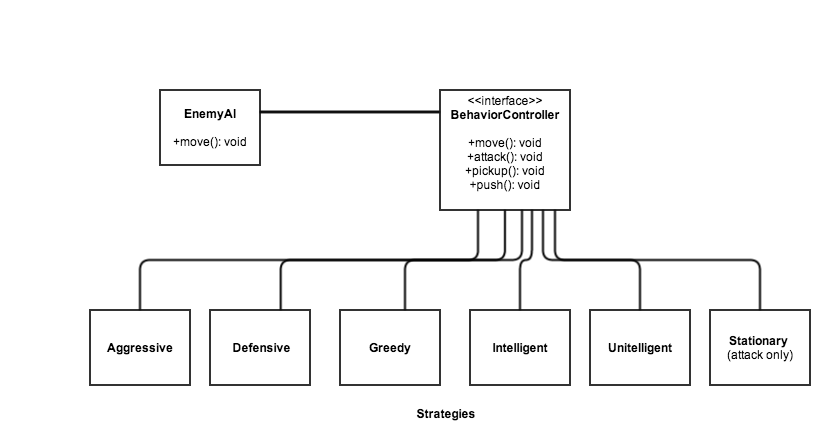 EnemyAI
+move(): void
<<interface>>
BehaviorController
+move(): void
+attack(): void
+pickup(): void
+push(): void
Aggressive
Defensive
Greedy
Intelligent
Unitelligent
Stationary
(attack only)
Strategies